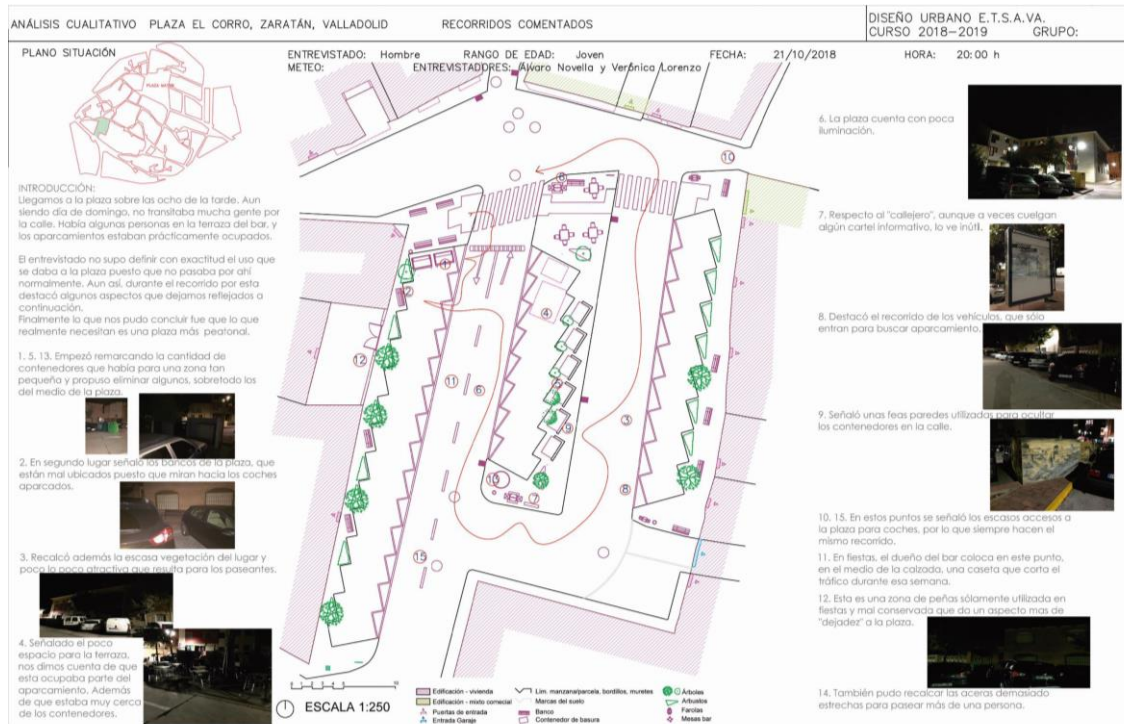 ANÁLISIS CUALITATIVO PLAZA EL CORRO, ZARATÁN, VALLADOLID
RECORRIDOS COMENTADOS
DISEÑO URBANO E.T.S.A.VA.
CURSO 2018-2019 GRUPO:
PLANO SITUACIÓN
ENTREVISTADO: Hombre RANGO DE EDAD: Joven FECHA: 21/10/2018 HORA: 20:00 h
METEO: ENTREVISTADORES: Álvaro Novella y Verónica Lorenzo
PLAZA MAYOR
INTRODUCCIÓN:
Llegamos a la plaza sobre las ocho de la tarde. Aun
siendo día de domingo, no transitaba mucha gente por
la calle. Había algunas personas en la terraza del bar, y
los aparcamientos estaban prácticamente ocupados.
El entrevistado no supo definir con exactitud el uso que
se daba a la plaza puesto que no pasaba por ahí
normalmente. Aun así, durante el recorrido por esta
destacó algunos aspectos que dejamos reflejados a
continuación.
Finalmente lo que nos pudo concluir fue que lo que
realmente necesitan es una plaza más peatonal.
1. 5. 13. Empezó remarcando la cantidad de
contenedores que había para una zona tan
pequeña y propuso eliminar algunos, sobretodo los
del medio de la plaza.
2. En segundo lugar señaló los bancos de la plaza, que
están mal ubicados puesto que miran hacia los coches
aparcados.
3. Recalcó además la escasa vegetación del lugar y
poco lo poco atractiva que resulta para los paseantes.
4. Señalado el poco
espacio para la terraza,
nos dimos cuenta de que
esta ocupaba parte del
aparcamiento. Además
de que estaba muy cerca
de los contenedores.
10
1
2
4
12
11
6
3
9
8
13
7
15
ESCALA 1:250
Edificación - vivienda
Edificación - mixto comercial
Puertas de entrada
Entrada Garaje
Lim. manzana/parcela, bordillos, muretes
Marcas del suelo
Banco
Contenedor de basura
Árboles
Arbustos
Farolas
Mesas bar
6. La plaza cuenta con poca
iluminación.
7. Respecto al "callejero", aunque a veces cuelgan
algún cartel informativo, lo ve inútil.
8. Destacó el recorrido de los vehículos, que sólo
entran para buscar aparcamiento.
9. Señaló unas feas paredes utilizadas para ocultar
los contenedores en la calle.
10. 15. En estos puntos se señaló los escasos accesos a
la plaza para coches, por lo que siempre hacen el
mismo recorrido.
11. En fiestas, el dueño del bar coloca en este punto,
en el medio de la calzada, una caseta que corta el
tráfico durante esa semana.
12. Esta es una zona de peñas sólamente utilizada en
fiestas y mal conservada que da un aspecto mas de
"dejadez" a la plaza.
14. También pudo recalcar las aceras demasiado
estrechas para pasear más de una persona.